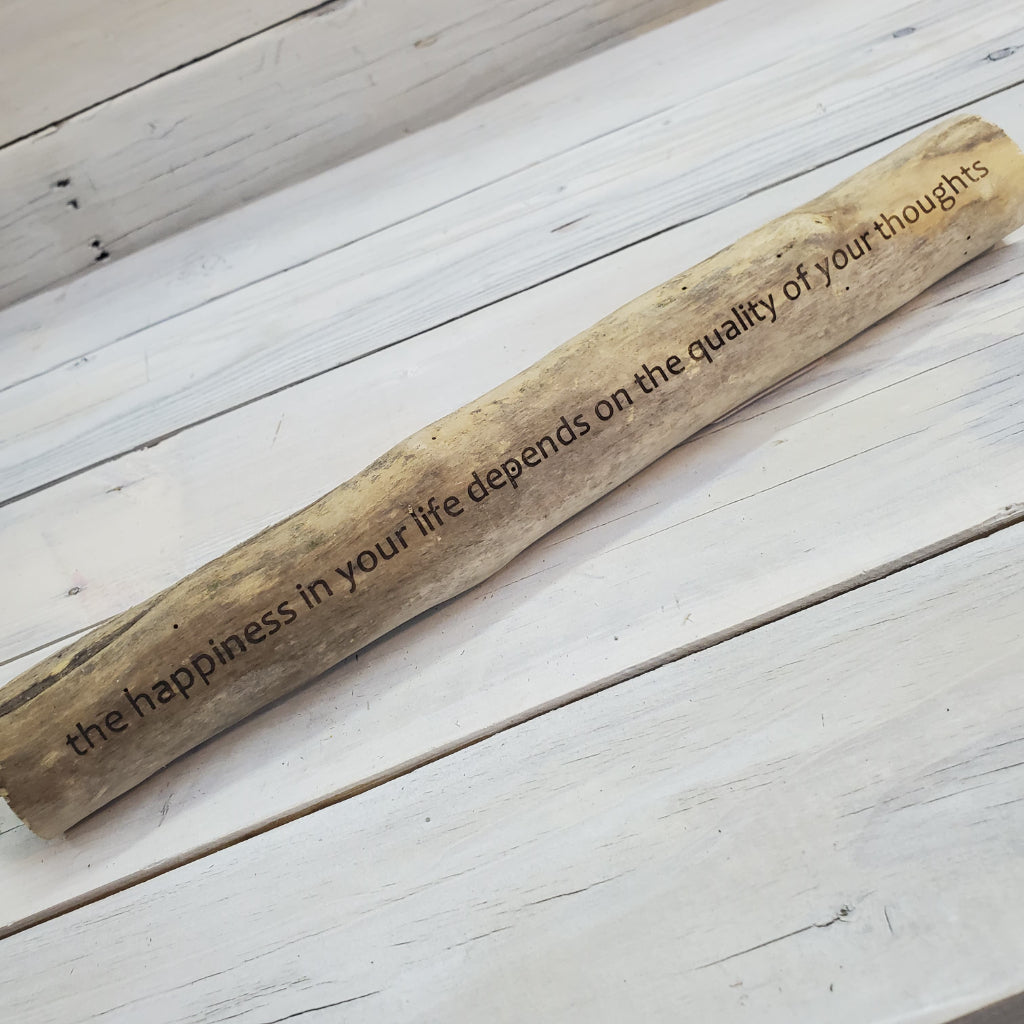 the happiness in your life depends on the quality of your thoughts